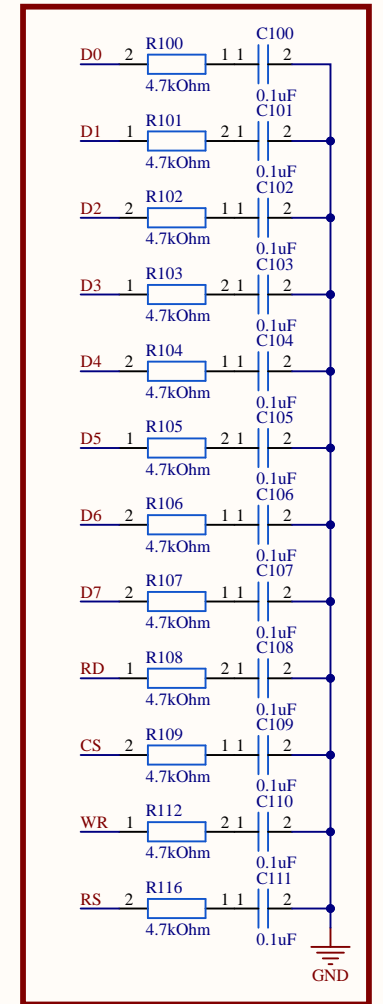 C100
R100
D0 2 1 1 2
4.7kOhm 0.1uF
C101
R101
D1 1 2 1 2
4.7kOhm 0.1uF
C102
R102
D2 2 1 1 2
4.7kOhm 0.1uF
C103
R103
D3 1 2 1 2
4.7kOhm 0.1uF
C104
R104
D4 2 1 1 2
4.7kOhm 0.1uF
C105
R105
D5 1 2 1 2
4.7kOhm 0.1uF
C106
R106
D6 2 1 1 2
4.7kOhm 0.1uF
C107
R107
D7 2 1 1 2
4.7kOhm 0.1uF
C108
R108
RD 1 2 1 2
4.7kOhm 0.1uF
C109
R109
CS 2 1 1 2
4.7kOhm 0.1uF
C110
R112
WR 1 2 1 2
4.7kOhm 0.1uF
C111
R116
RS 2 1 1 2
4.7kOhm 0.1uF
GND